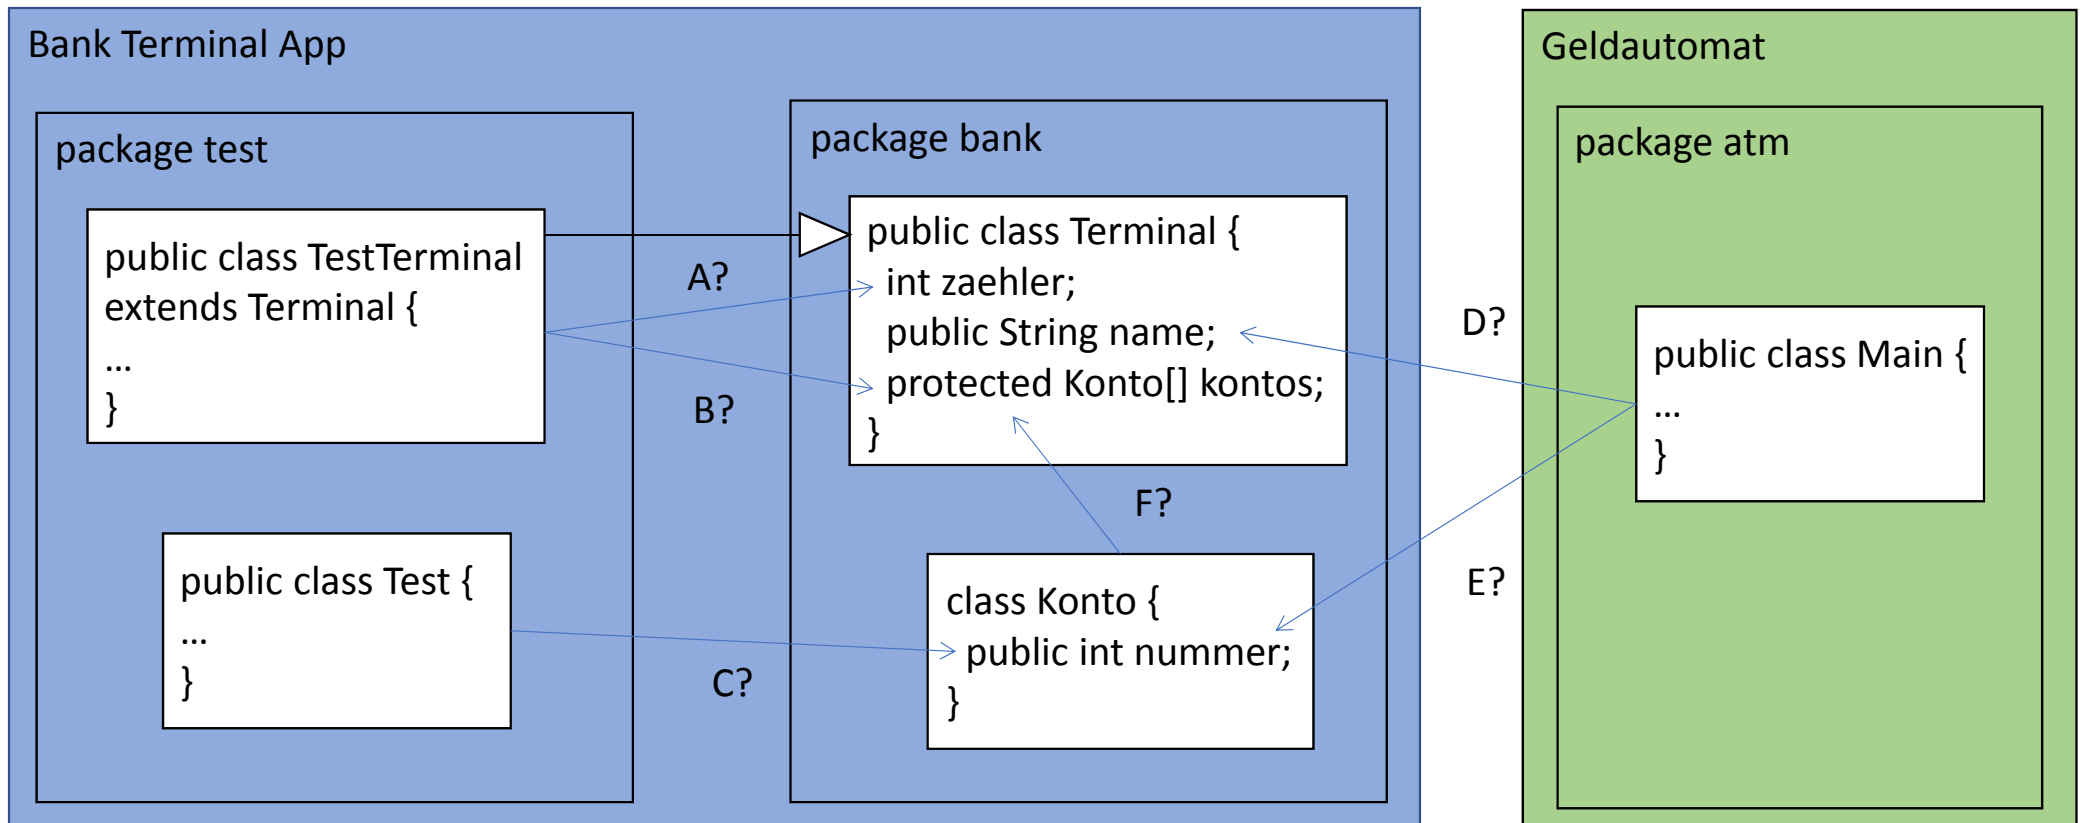 Bank Terminal App
package test
public class TestTerminal
extends Terminal {
...
}
public class Test {
...
}
A?
B?
C?
package bank
public class Terminal {
int zaehler;
public String name;
protected Konto[] kontos;
}
F?
class Konto {
public int nummer;
}
D?
E?
Geldautomat
package atm
public class Main {
...
}